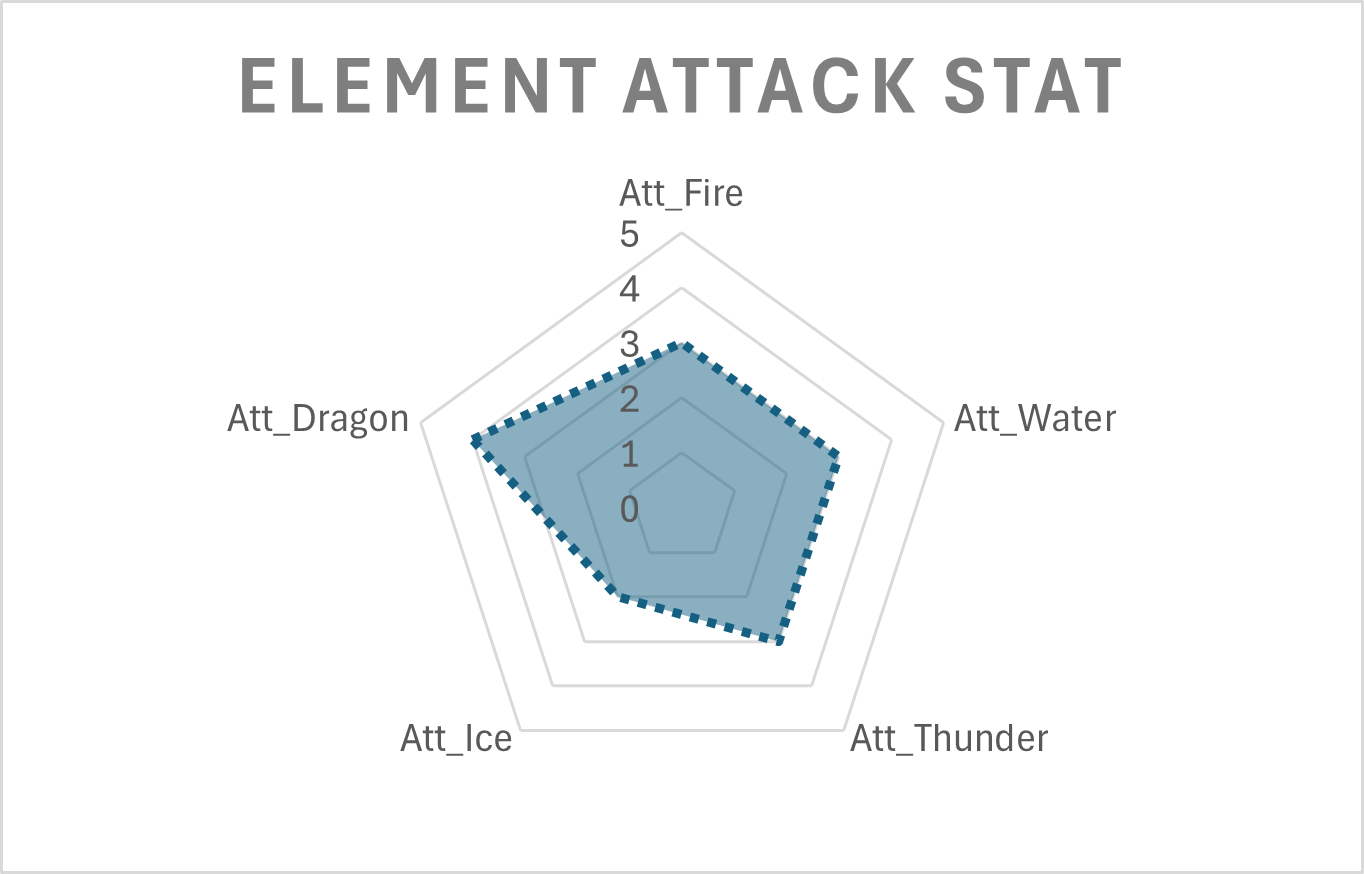 ELEMENT ATTACK STAT
Att_Fire
5
4
3
2
1
0
Att_Water
Att_Thunder
Att_Ice
Att_Dragon